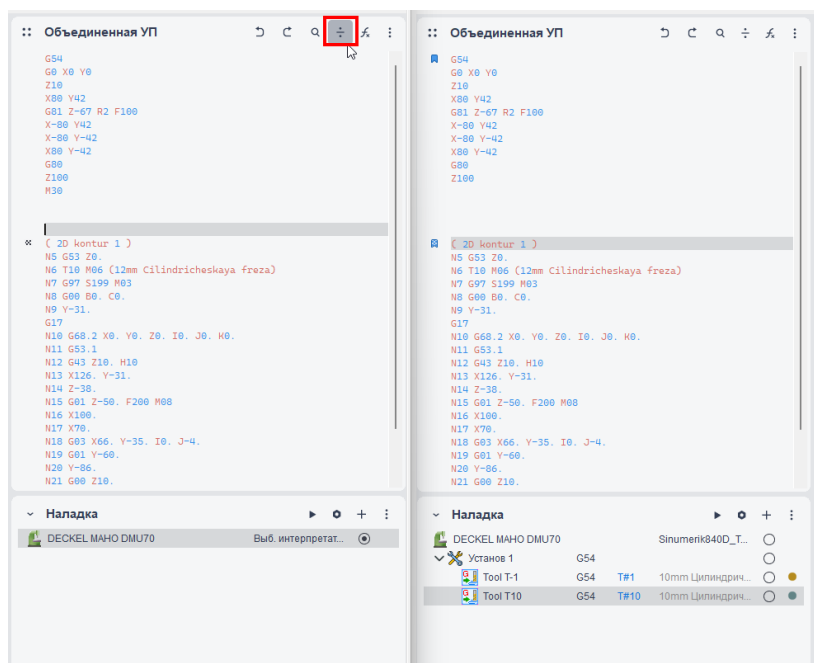 Объединенная УП
G54
G0 X0 Y0
Z10
X80 Y42
G81 Z-67 R2 F100
X-80 Y42
X-80 Y-42
X80 Y-42
G80
Z100
M30
( 2D kontur 1 )
N5 G53 Z0.
N6 T10 M06 (12mm Cilindricheskaya freza)
N7 G97 S199 M03
N8 G00 B0. C0.
N9 Y-31.
G17
N10 G68.2 X0. Y0. Z0. I0. J0. K0.
N11 G53.1
N12 G43 Z10. H10
N13 X126. Y-31.
N14 Z-38.
N15 G01 Z-50. F200 M08
N16 X100.
N17 X70.
N18 G03 X66. Y-35. I0. J-4.
N19 G01 Y-60.
N20 Y-86.
N21 G00 Z10.
Наладка
DECKEL MAHO DMU70 Выб. интерпретат...
Объединенная УП
G54
G0 X0 Y0
Z10
X80 Y42
G81 Z-67 R2 F100
X-80 Y42
X-80 Y-42
X80 Y-42
G80
Z100
( 2D kontur 1 )
N5 G53 Z0.
N6 T10 M06 (12mm Cilindricheskaya freza)
N7 G97 S199 M03
N8 G00 B0. C0.
N9 Y-31.
G17
N10 G68.2 X0. Y0. Z0. I0. J0. K0.
N11 G53.1
N12 G43 Z10. H10
N13 X126. Y-31.
N14 Z-38.
N15 G01 Z-50. F200 M08
N16 X100.
N17 X70.
N18 G03 X66. Y-35. I0. J-4.
N19 G01 Y-60.
N20 Y-86.
N21 G00 Z10.
Наладка
DECKEL MAHO DMU70 Sinumerik840D_T...
Установ 1 G54
Tool T-1 G54 T#1 10mm Цилиндрич...
Tool T10 G54 T#10 10mm Цилиндрич...